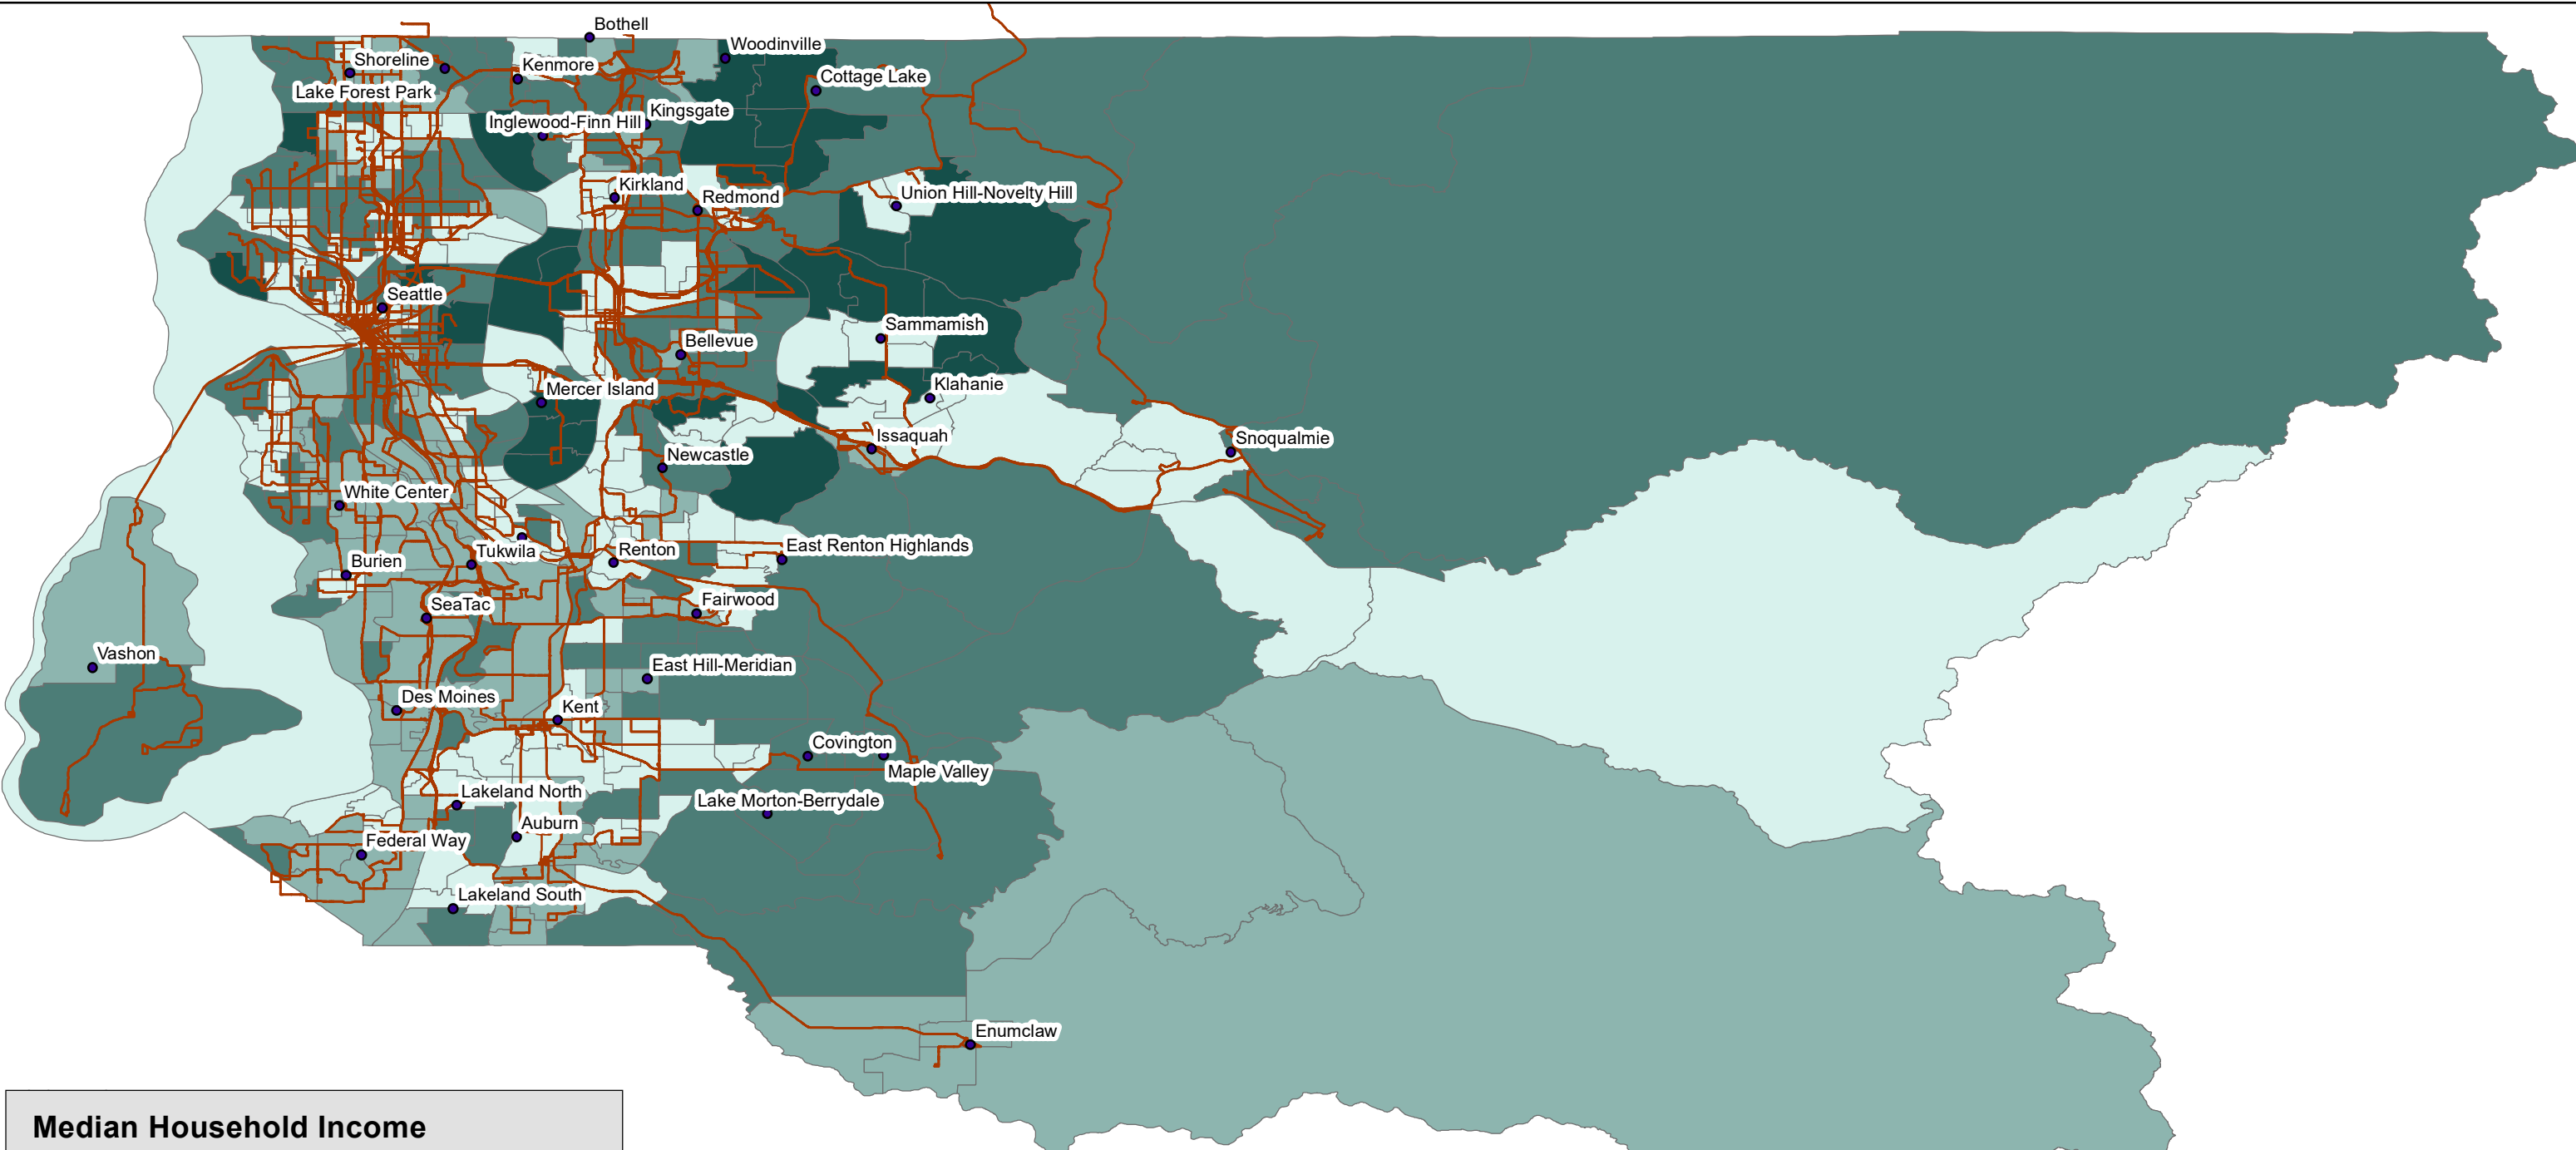 Bothell
Woodinville
Shoreline
Kenmore
Cottage Lake
Lake Forest Park
Kingsgate
Inglewood-Finn Hill
Kirkland
Redmond
Union Hill-Novelty Hill
Seattle
Sammamish
Bellevue
Klahanie
Mercer Island
Issaquah
Snoqualmie
Newcastle
White Center
East Renton Highlands
Tukwila
Renton
Burien
Fairwood
SeaTac
Vashon
East Hill-Meridian
Des Moines
Kent
Covington
Maple Valley
Lakeland North
Lake Morton-Berrydale
Auburn
Federal Way
Lakeland South
Enumclaw
Median Household Income